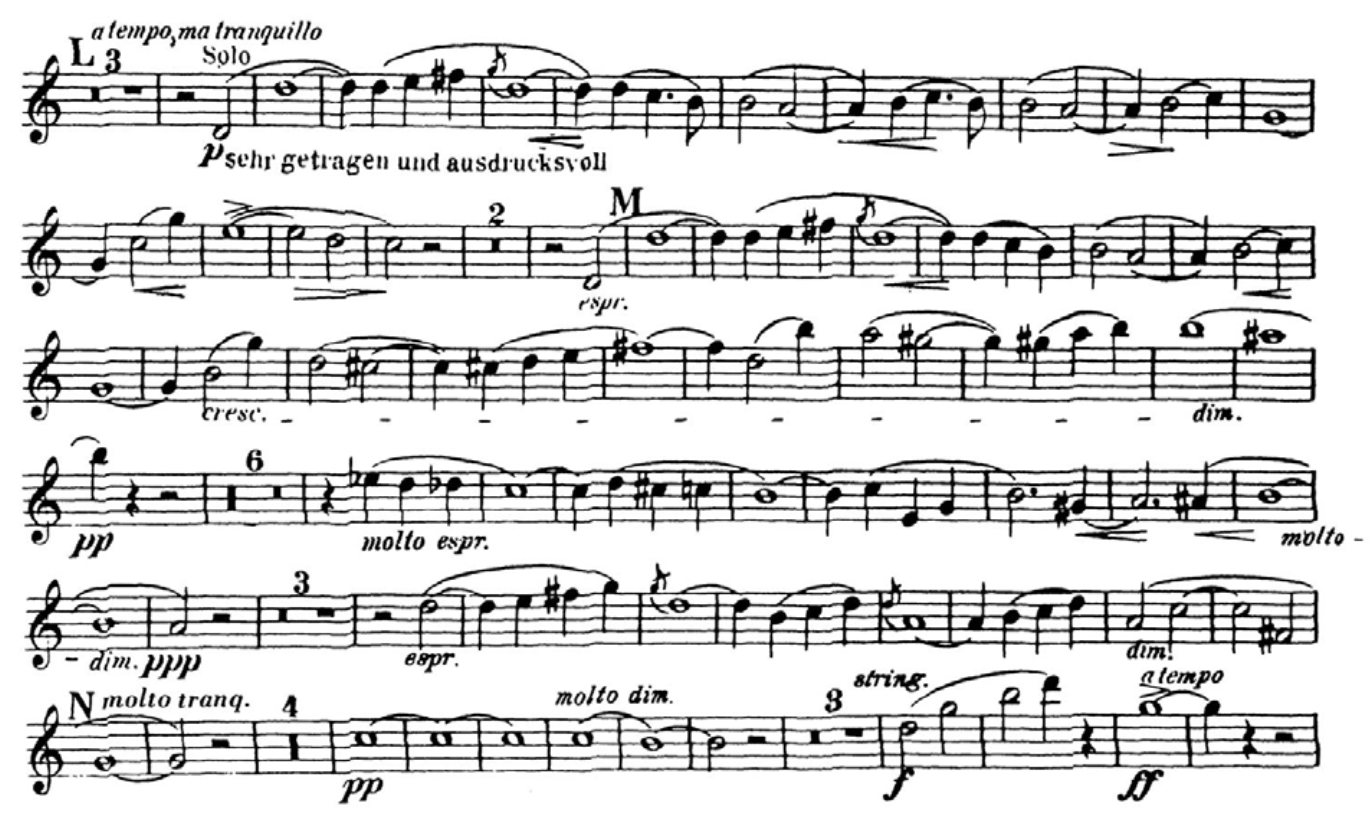 a tempo, ma tranquillo
L 3 Solo
p sehr getragen und ausdrucksvoll
2 M
espr.
cresc. - - - - - - - - - dim.
6
pp molto espr. molto -
3
- dim. ppp espr. dim.
N molto tranq. 4 molto dim. 3 string. a tempo
pp f ff